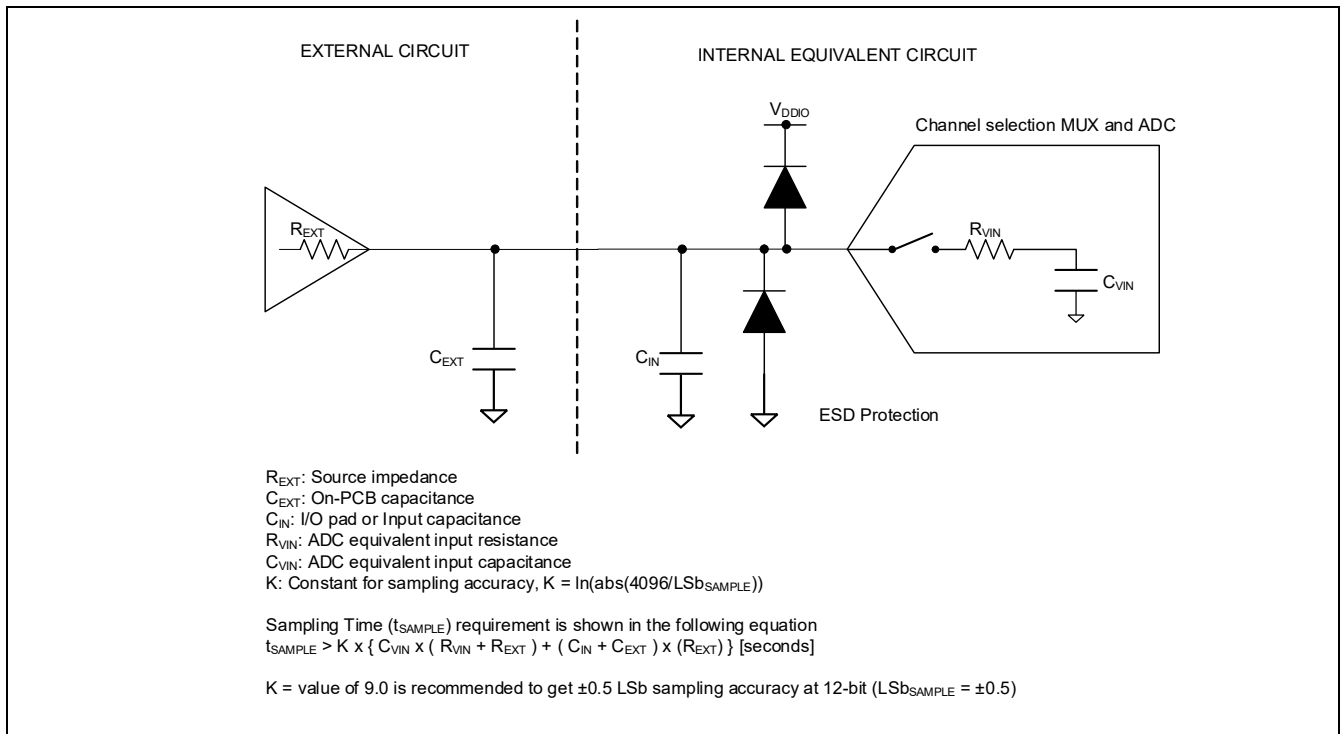 EXTERNAL CIRCUIT
INTERNAL EQUIVALENT CIRCUIT
VDDIO
Channel selection MUX and ADC
REXT
RVIN
CVIN
CEXT
CIN
ESD Protection
REXT: Source impedance
CEXT: On-PCB capacitance
CIN: I/O pad or Input capacitance
RVIN: ADC equivalent input resistance
CVIN: ADC equivalent input capacitance
K: Constant for sampling accuracy, K = ln(abs(4096/LSbSAMPLE))
Sampling Time (tSAMPLE) requirement is shown in the following equation
tSAMPLE > K x { CVIN x ( RVIN + REXT ) + ( CIN + CEXT ) x (REXT) } [seconds]
K = value of 9.0 is recommended to get ±0.5 LSb sampling accuracy at 12-bit (LSbSAMPLE = ±0.5)